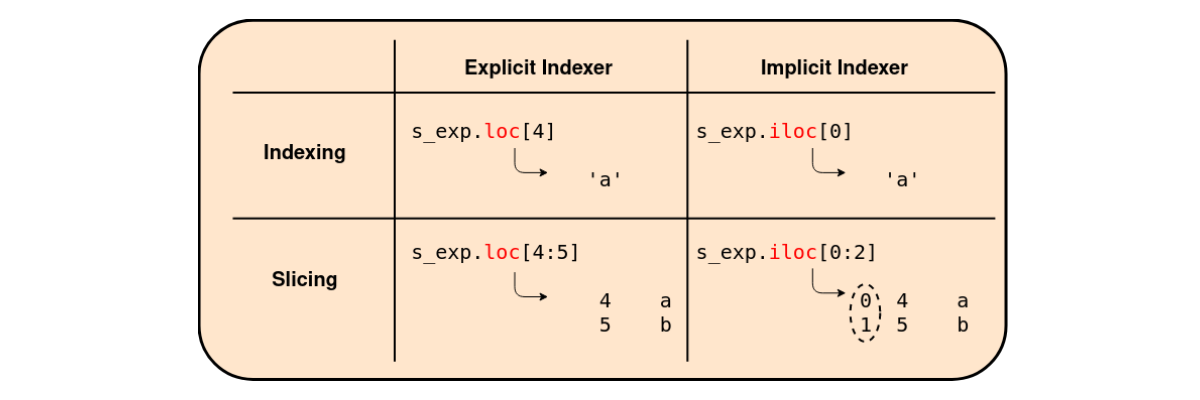 Explicit Indexer Implicit Indexer
Indexing
s_exp.loc[4]
'a'
s_exp.iloc[0]
'a'
Slicing
s_exp.loc[4:5]
4 a
5 b
s_exp.iloc[0:2]
0 4 a
1 5 b